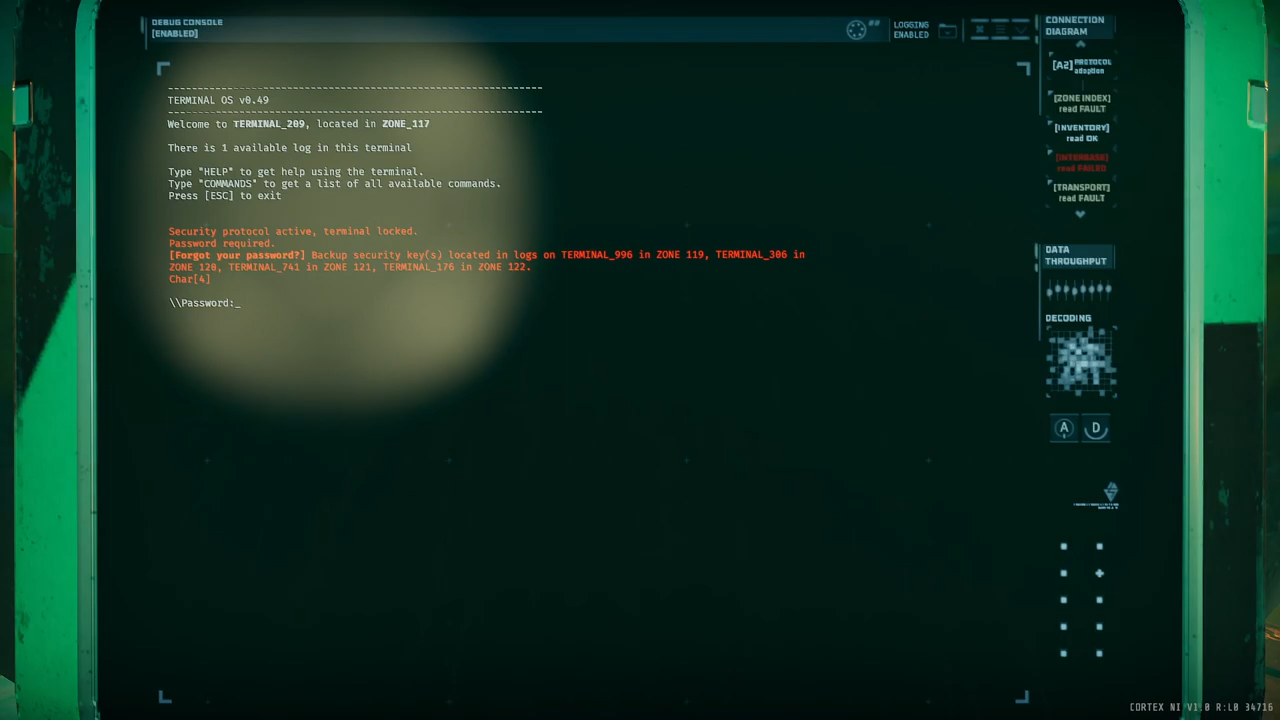 DEBUG CONSOLE
[ENABLED]
LOGGING
ENABLED
--------------------------------------------------------------
TERMINAL OS v0.49
--------------------------------------------------------------
Welcome to TERMINAL_209, located in ZONE_117
There is 1 available log in this terminal
Type "HELP" to get help using the terminal.
Type "COMMANDS" to get a list of all available commands.
Press [ESC] to exit
Security protocol active, terminal locked.
Password required.
[Forgot your password?] Backup security key(s) located in logs on TERMINAL_996 in ZONE 119, TERMINAL_306 in
ZONE 120, TERMINAL_741 in ZONE 121, TERMINAL_176 in ZONE 122.
Char[4]
\\Password:_
CONNECTION
DIAGRAM
[A2] PROTOCOL
adaption
[ZONE INDEX]
read FAULT
[INVENTORY]
read OK
[INTERBASE]
read FAILED
[TRANSPORT]
read FAULT
DATA
THROUGHPUT
DECODING
A D
CORTEX NI V1.0 R:L0 34716